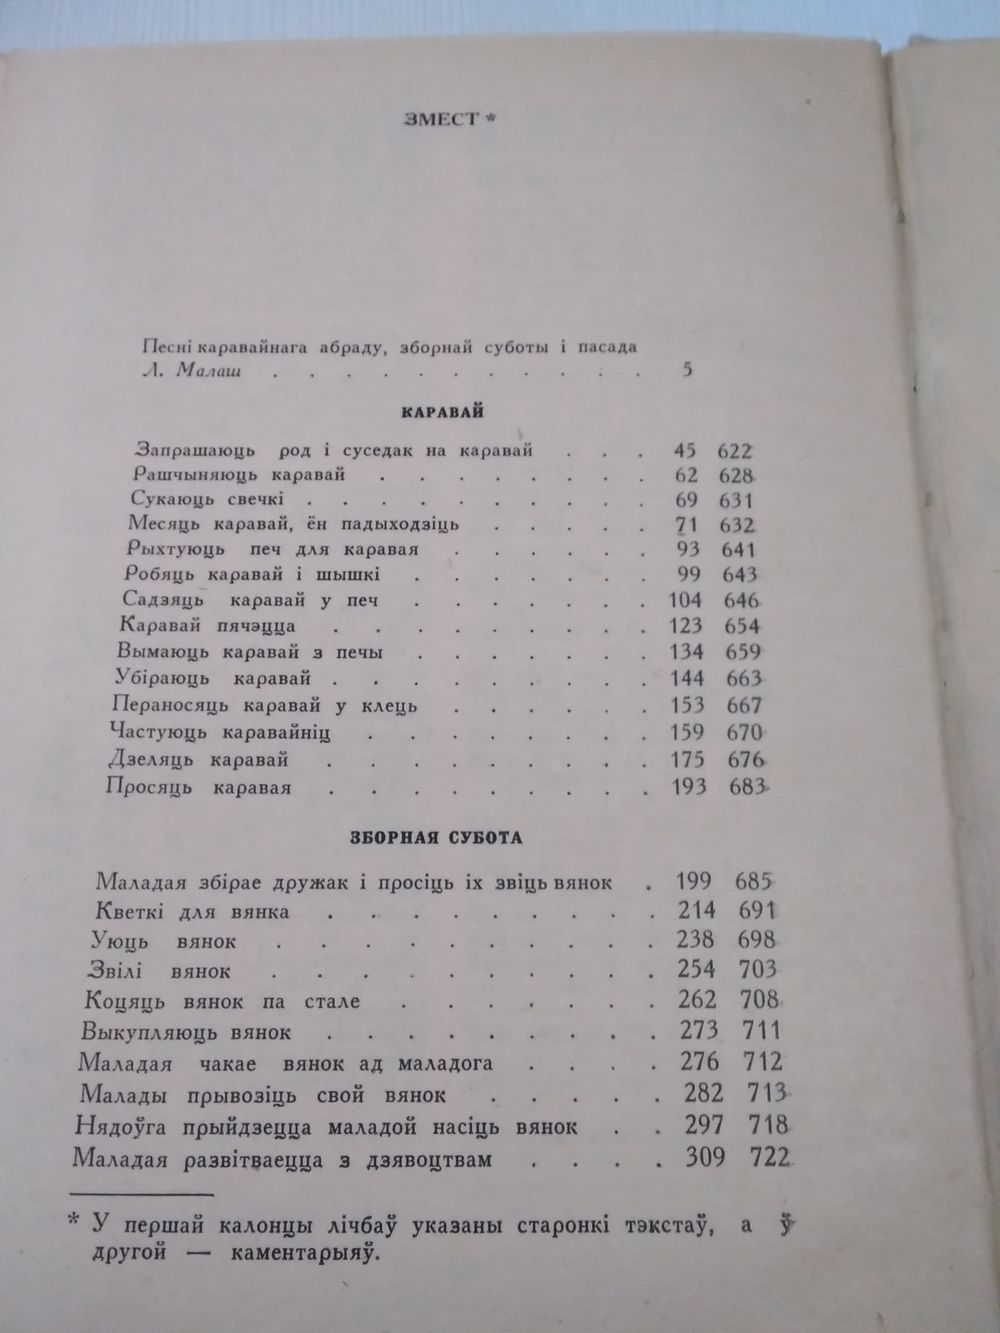 ЗМЕСТ *
Песні каравайнага абраду, зборнай суботы і пасада
Л. Малаш . . . . . . . . . . . 5
КАРАВАЙ
Запрашаюць род і суседак на каравай . . . 45 622
Рашчыняюць каравай . . . . . . . 62 628
Сукаюць свечкі . . . . . . . . . 69 631
Месяць каравай, ён падыходзіць . . . . . 71 632
Рыхтуюць печ для каравая . . . . . . 93 641
Робяць каравай і шышкі . . . . . . . 99 643
Садзяць каравай у печ . . . . . . . 104 646
Каравай пячэцца . . . . . . . . 123 654
Вымаюць каравай з печы . . . . . . . 134 659
Убіраюць каравай . . . . . . . . . 144 663
Пераносяць каравай у клець . . . . . . 153 667
Частуюць каравайніц . . . . . . . . 159 670
Дзеляць каравай . . . . . . . . . 175 676
Просяць каравая . . . . . . . . . 193 683
ЗБОРНАЯ СУБОТА
Маладая збірае дружак і просіць іх звіць вянок . 199 685
Кветкі для вянка . . . . . . . . . 214 691
Уюць вянок . . . . . . . . . . 238 698
Звілі вянок . . . . . . . . . . 254 703
Коцяць вянок па стале . . . . . . . 262 708
Выкупляюць вянок . . . . . . . . . 273 711
Маладая чакае вянок ад маладога . . . . 276 712
Малады прывозіць свой вянок . . . . . 282 713
Нядоўга прыйдзецца маладой насіць вянок . . 297 718
Маладая развітваецца з дзявоцтвам . . . . 309 722
* У першай калонцы лічбаў указаны старонкі тэкстаў, а ў
другой — каментарыяў.